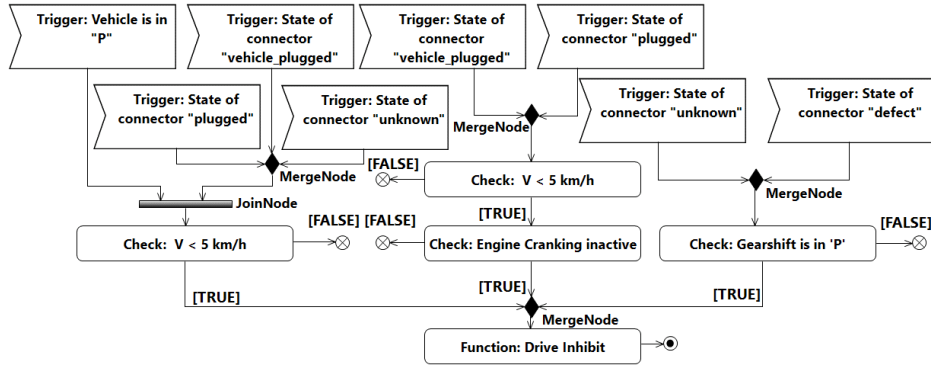 Trigger: Vehicle is in
"P"
Trigger: State of
connector
"vehicle_plugged"
Trigger: State of
connector
"vehicle_plugged"
Trigger: State of
connector "plugged"
Trigger: State of
connector "plugged"
Trigger: State of
connector "unknown"
Trigger: State of
connector "unknown"
Trigger: State of
connector "defect"
MergeNode
MergeNode
MergeNode
[FALSE]
Check:  V < 5 km/h
[TRUE]
JoinNode
[FALSE]
[FALSE]
[FALSE]
Check:  V < 5 km/h
Check: Engine Cranking inactive
Check: Gearshift is in 'P'
[TRUE]
[TRUE]
[TRUE]
MergeNode
Function: Drive Inhibit